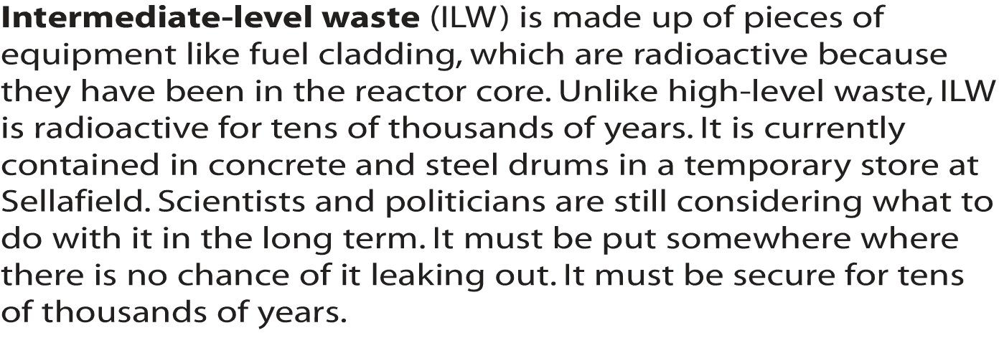 Intermediate-level waste (ILW) is made up of pieces of
equipment like fuel cladding, which are radioactive because
they have been in the reactor core. Unlike high-level waste, ILW
is radioactive for tens of thousands of years. It is currently
contained in concrete and steel drums in a temporary store at
Sellafield. Scientists and politicians are still considering what to
do with it in the long term. It must be put somewhere where
there is no chance of it leaking out. It must be secure for tens
of thousands of years.